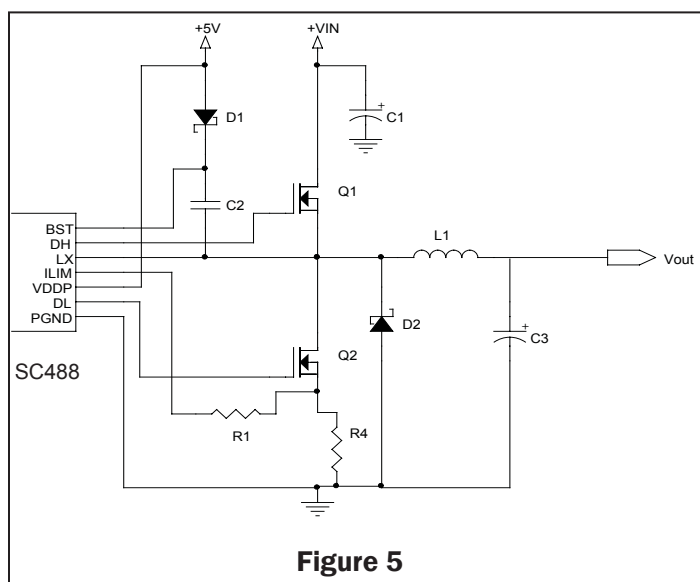 +5V
+VIN
+
C1
D1
Q1
C2
BST
DH
LX
ILIM
VDDP
DL
PGND
L1
Vout
D2
+
C3
Q2
SC488
R1
R4
Figure 5